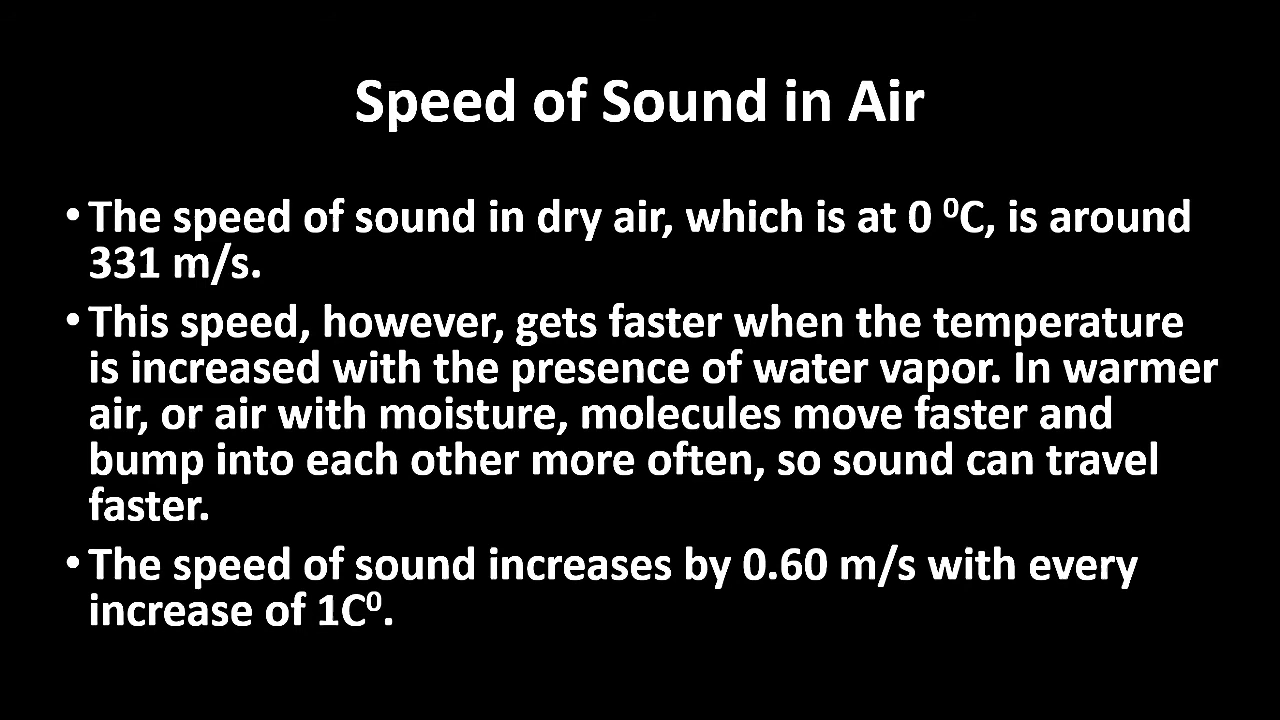 Speed of Sound in Air
• The speed of sound in dry air, which is at 0 ⁰C, is around
331 m/s.
• This speed, however, gets faster when the temperature
is increased with the presence of water vapor. In warmer
air, or air with moisture, molecules move faster and
bump into each other more often, so sound can travel
faster.
• The speed of sound increases by 0.60 m/s with every
increase of 1C⁰.